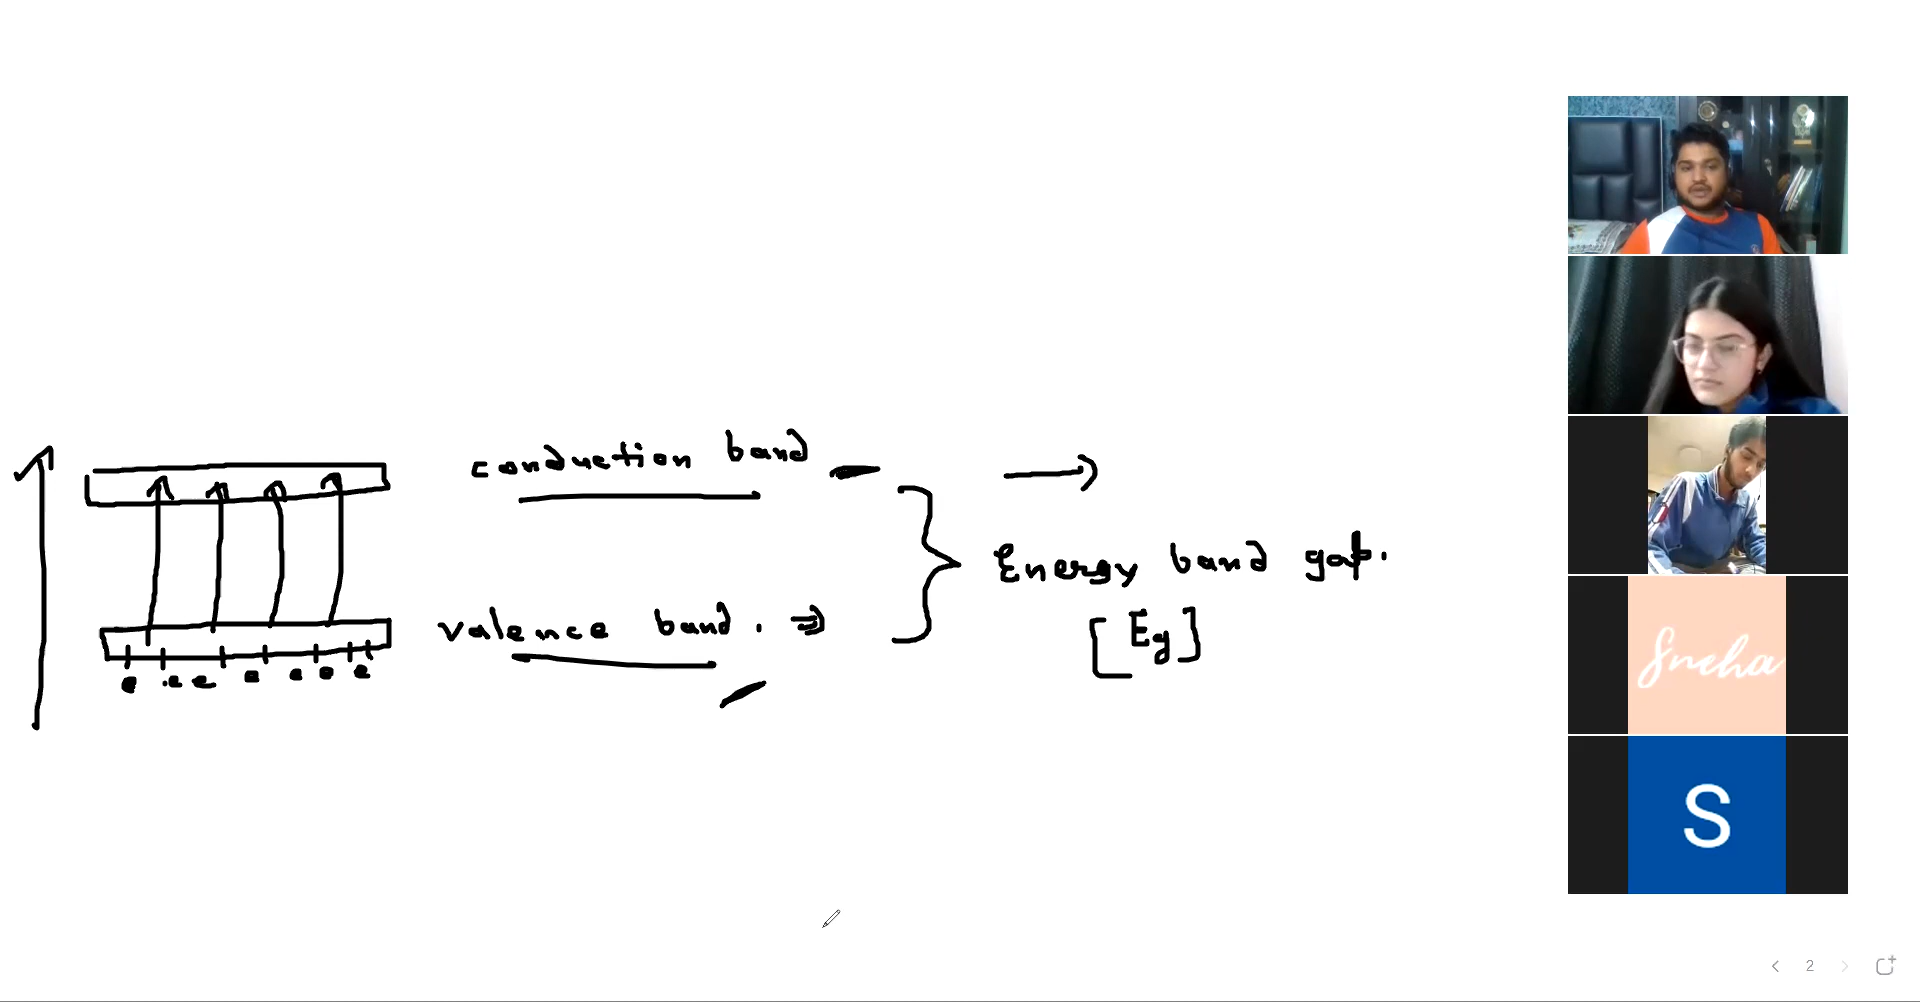 conduction band
valence band.
Energy band gap.
[Eg]
e e e e e e e
Sneha
S
2